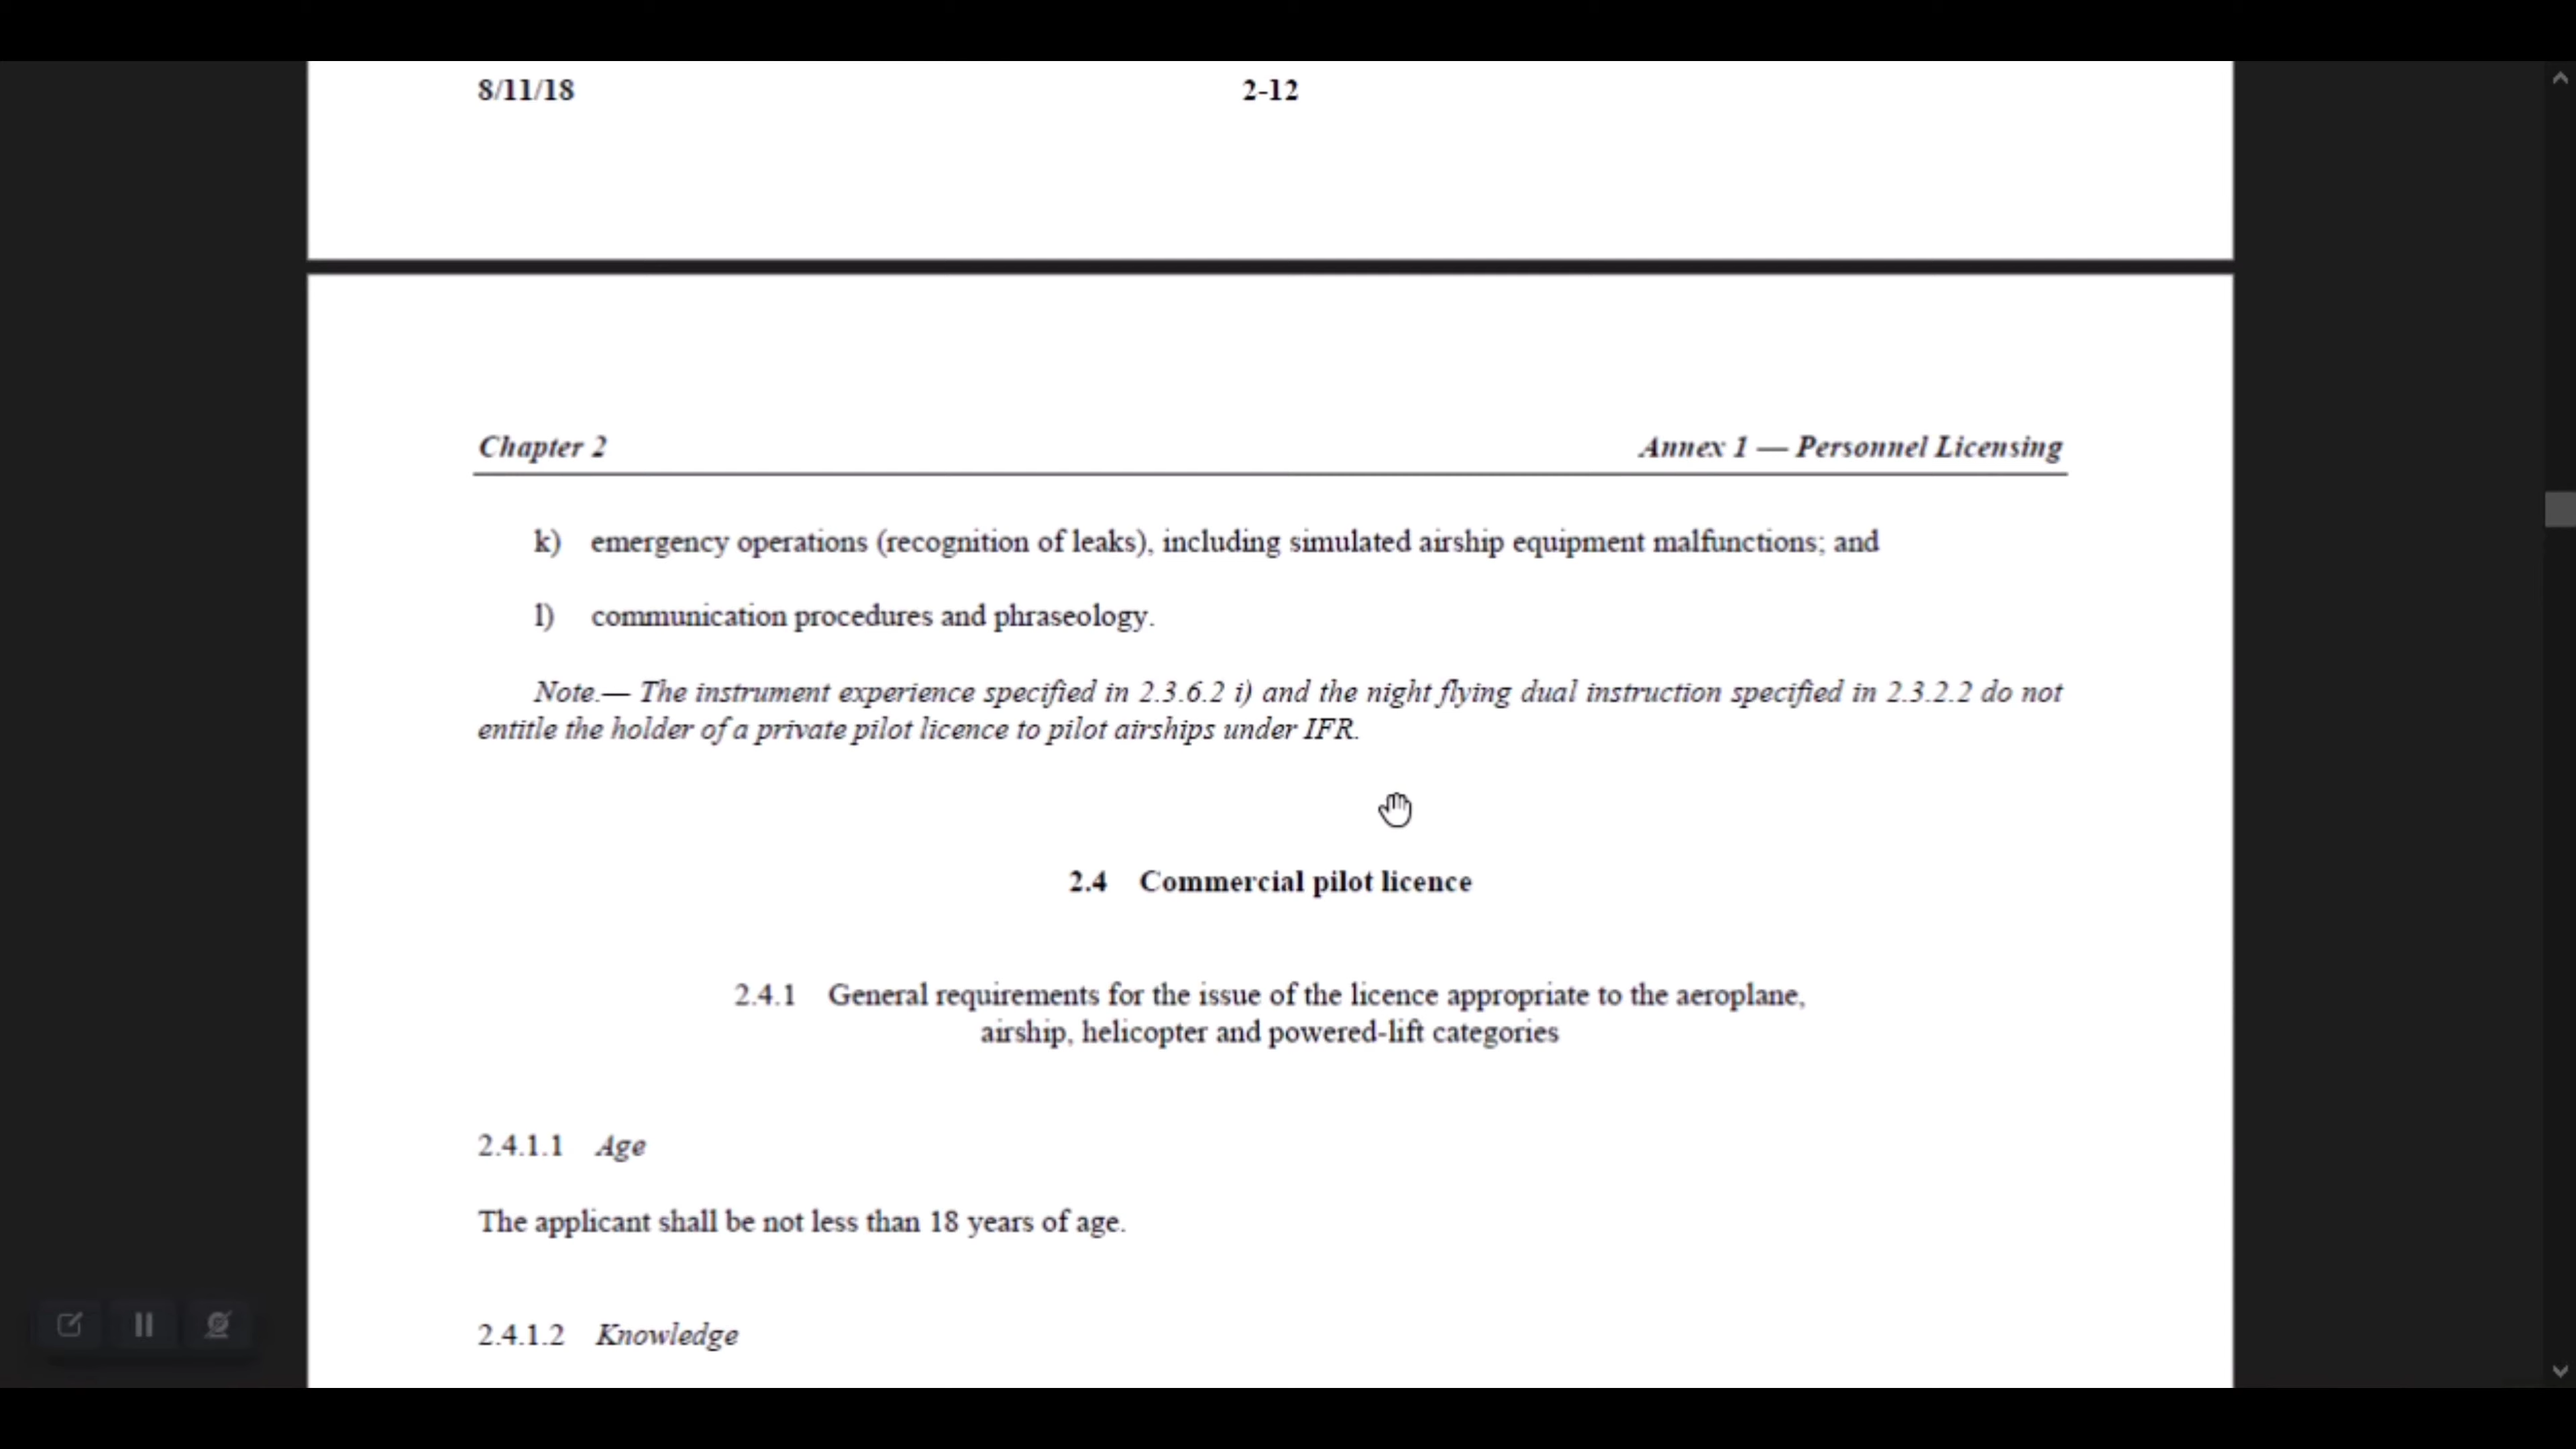 8/11/18 2-12
Chapter 2 Annex 1 — Personnel Licensing
k) emergency operations (recognition of leaks), including simulated airship equipment malfunctions; and
l) communication procedures and phraseology.
Note.— The instrument experience specified in 2.3.6.2 i) and the night flying dual instruction specified in 2.3.2.2 do not
entitle the holder of a private pilot licence to pilot airships under IFR.
2.4 Commercial pilot licence
2.4.1 General requirements for the issue of the licence appropriate to the aeroplane,
airship, helicopter and powered-lift categories
2.4.1.1 Age
The applicant shall be not less than 18 years of age.
2.4.1.2 Knowledge